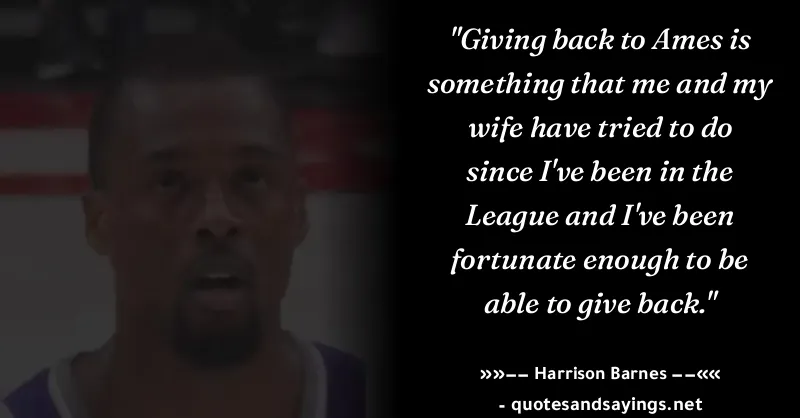 "Giving back to Ames is
something that me and my
wife have tried to do
since I've been in the
League and I've been
fortunate enough to be
able to give back."
»»–– Harrison Barnes ––««
- quotesandsayings.net